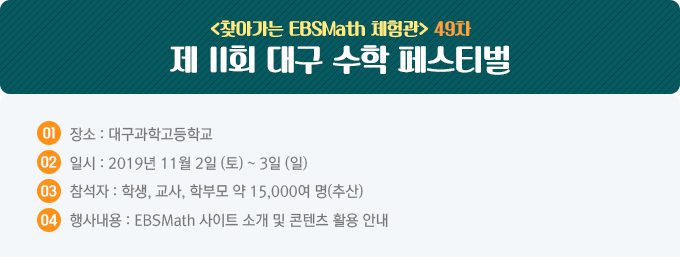 <찾아가는 EBSMath 체험관> 49차
제 11회 대구 수학 페스티벌
01 장소 : 대구과학고등학교
02 일시 : 2019년 11월 2일 (토) ~ 3일 (일)
03 참석자 : 학생, 교사, 학부모 약 15,000여 명(추산)
04 행사내용 : EBSMath 사이트 소개 및 콘텐츠 활용 안내